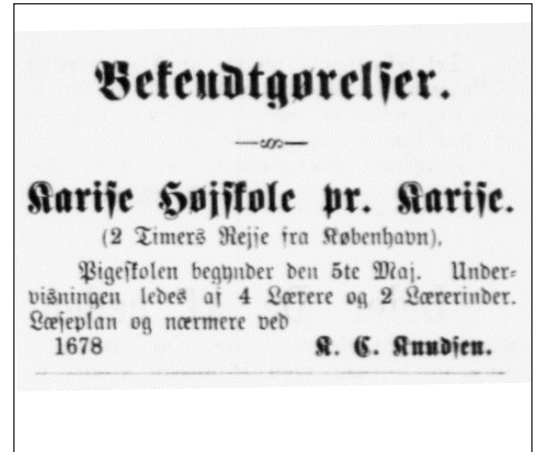 Bekendtgørelser.
Karise Højskole pr. Karise.
(2 Timers Rejse fra København),
Pigeskolen begynder den 5te Maj. Under-
visningen ledes af 4 Lærere og 2 Lærerinder.
Læseplan og nærmere ved
1678 K. C. Knudsen.